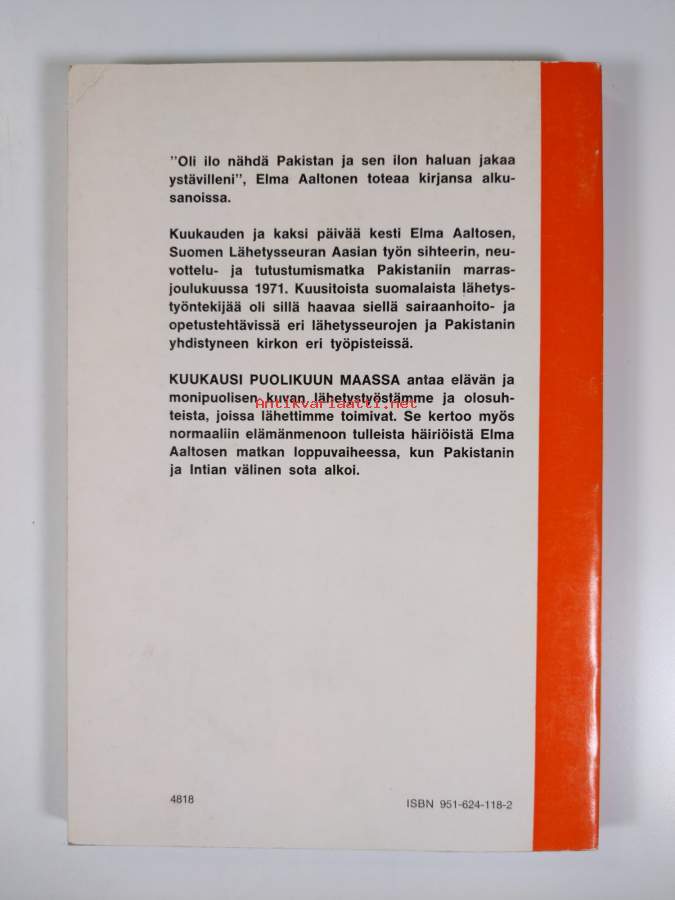 "Oli ilo nähdä Pakistan ja sen ilon haluan jakaa
ystävilleni", Elma Aaltonen toteaa kirjansa alku-
sanoissa.
Kuukauden ja kaksi päivää kesti Elma Aaltosen,
Suomen Lähetysseuran Aasian työn sihteerin, neu-
vottelu- ja tutustumismatka Pakistaniin marras-
joulukuussa 1971. Kuusitoista suomalaista lähetys-
työntekijää oli sillä haavaa siellä sairaanhoito- ja
opetustehtävissä eri lähetysseurojen ja Pakistanin
yhdistyneen kirkon eri työpisteissä.
KUUKAUSI PUOLIKUUN MAASSA antaa elävän ja
monipuolisen kuvan lähetystyöstämme ja olosuh-
Antikvariaatti.net
teista, joissa lähettimme toimivat. Se kertoo myös
normaaliin elämänmenoon tulleista häiriöistä Elma
Aaltosen matkan loppuvaiheessa, kun Pakistanin
ja Intian välinen sota alkoi.
4818
ISBN 951-624-118-2